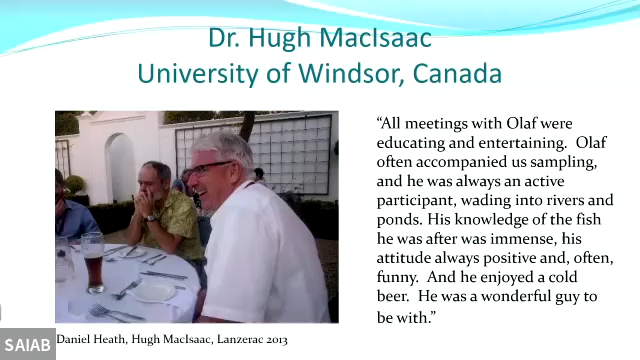 Dr. Hugh MacIsaac
University of Windsor, Canada
“All meetings with Olaf were
educating and entertaining.  Olaf
often accompanied us sampling,
and he was always an active
participant, wading into rivers and
ponds. His knowledge of the fish
he was after was immense, his
attitude always positive and, often,
funny.  And he enjoyed a cold
beer.  He was a wonderful guy to
be with.”
Daniel Heath, Hugh MacIsaac, Lanzerac 2013
SAIAB